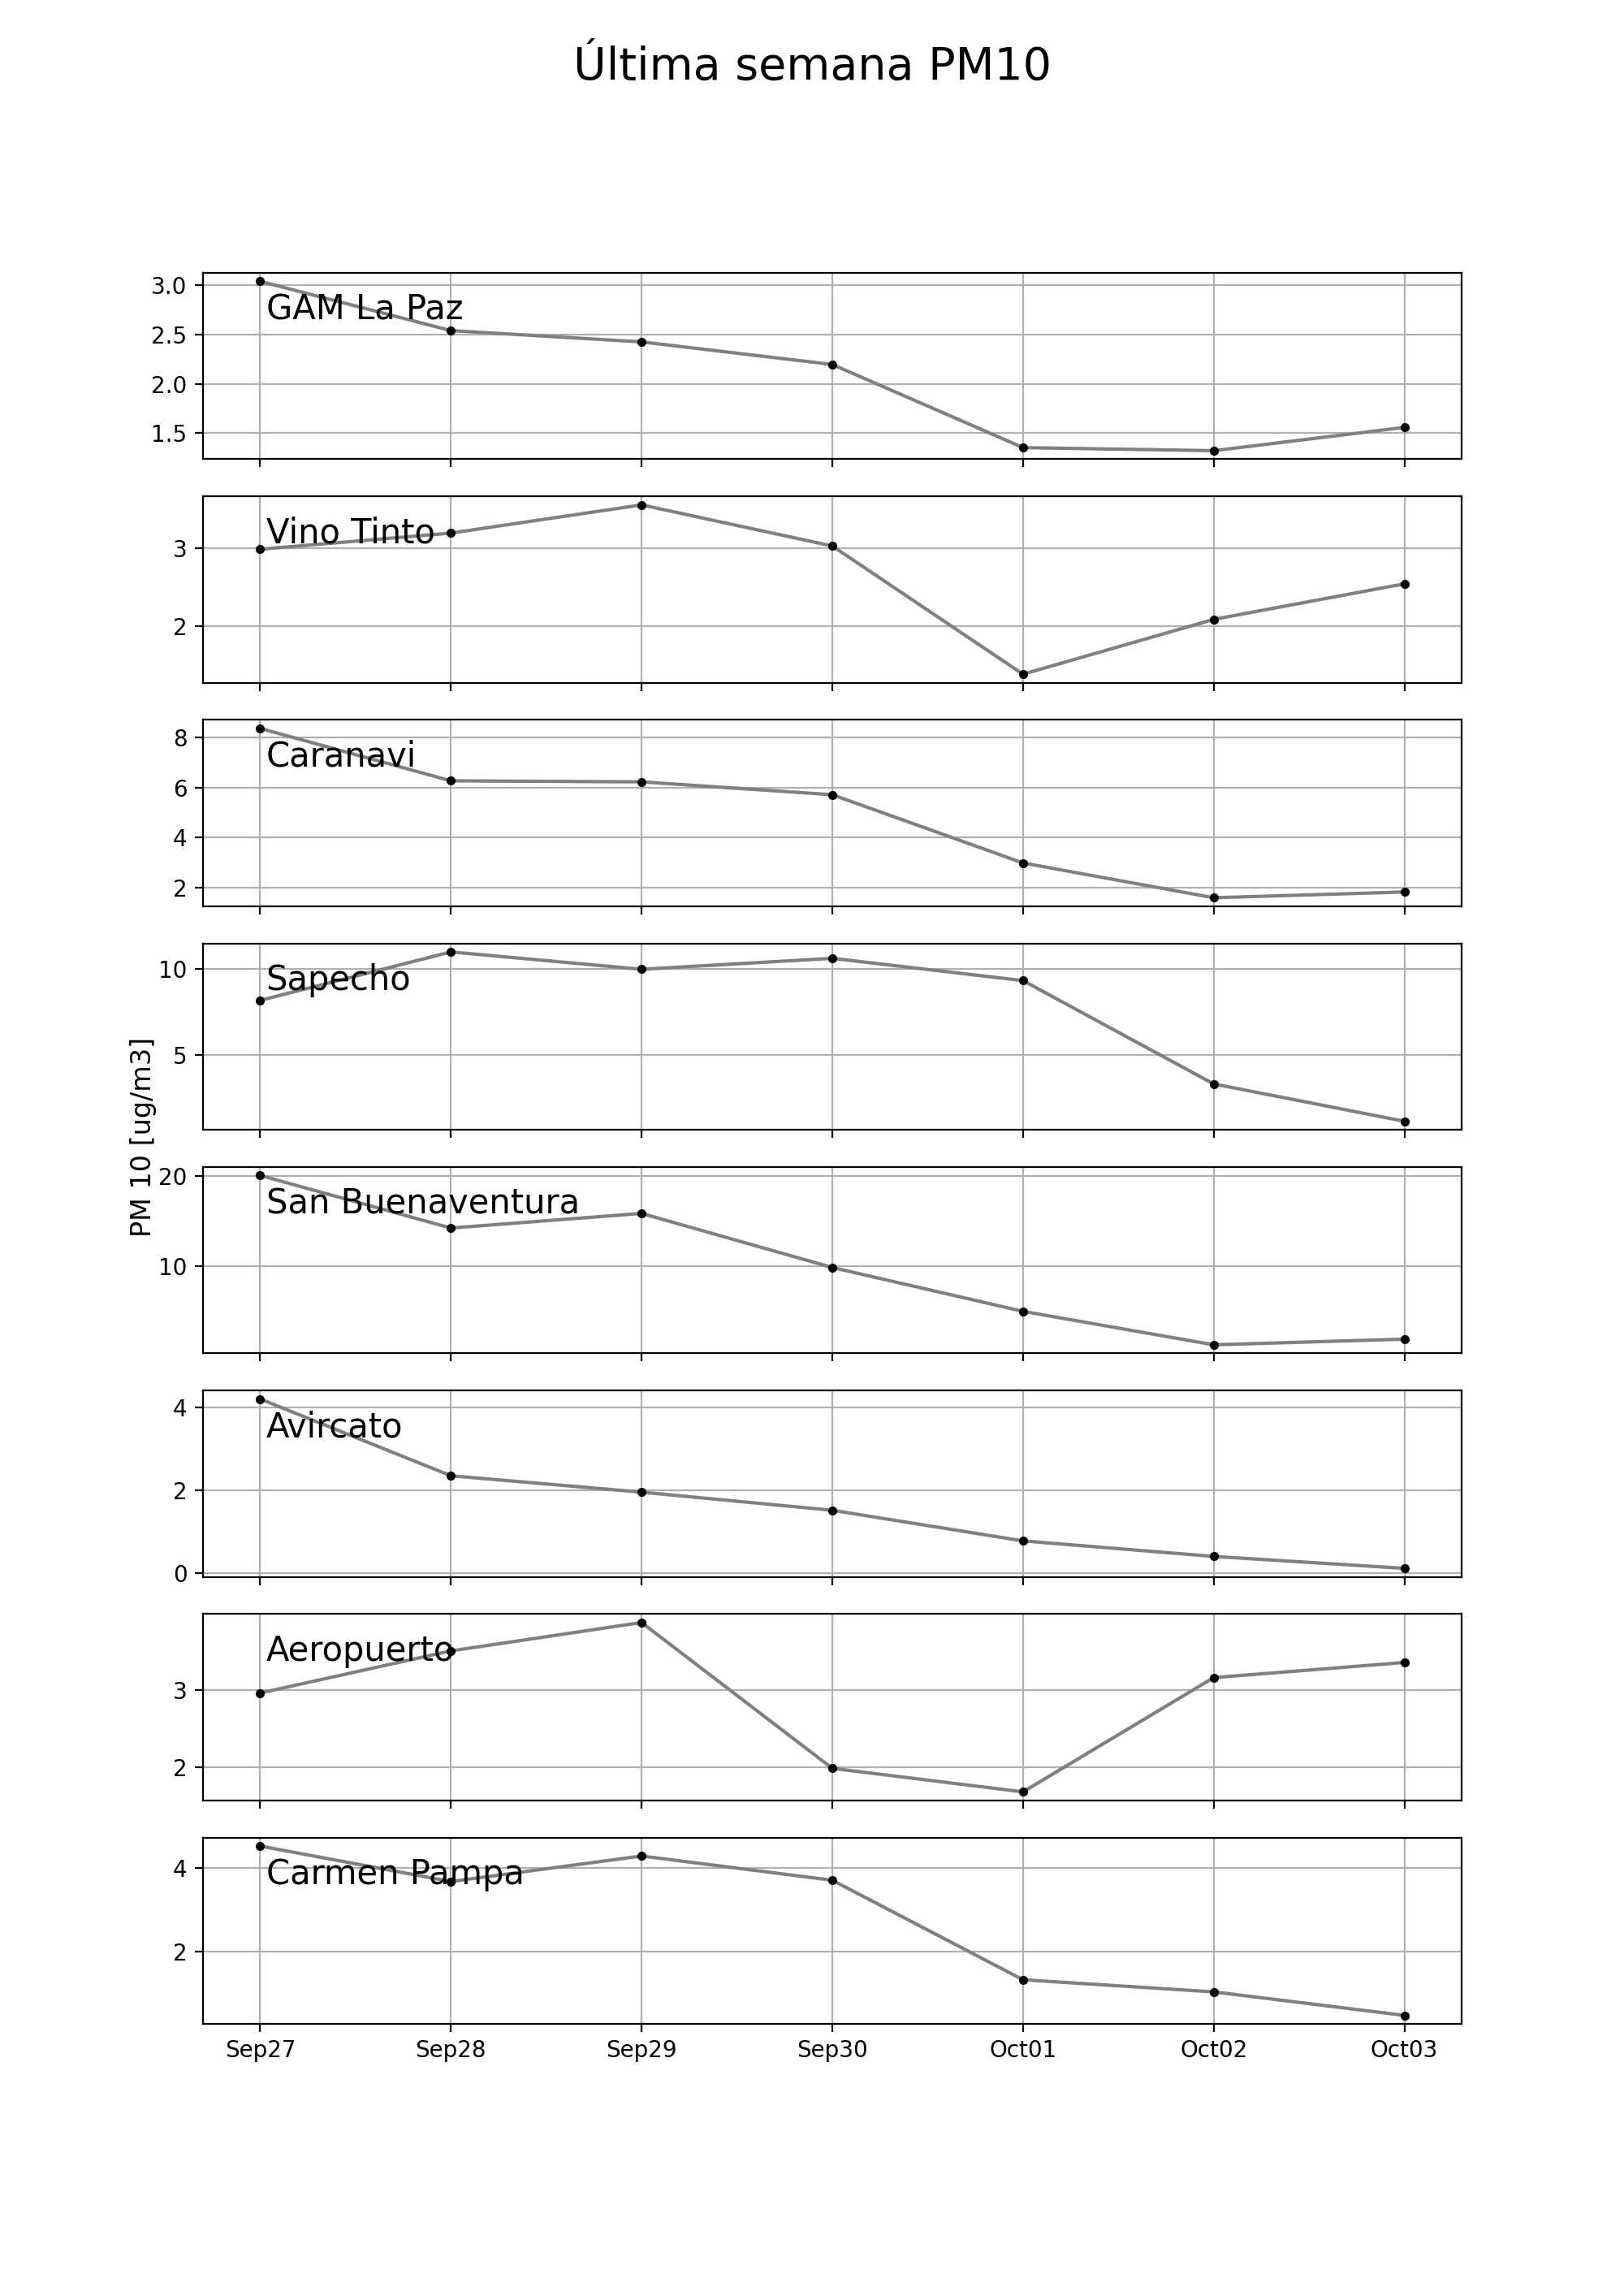 Última semana PM10
3.0
GAM La Paz
2.5
2.0
1.5
Vino Tinto
3
2
8
Caranavi
6
4
2
10
Sapecho
5
PM 10 [ug/m3]
20
San Buenaventura
10
4
Avircato
2
0
Aeropuerto
3
2
4
Carmen Pampa
2
Sep27 Sep28 Sep29 Sep30 Oct01 Oct02 Oct03